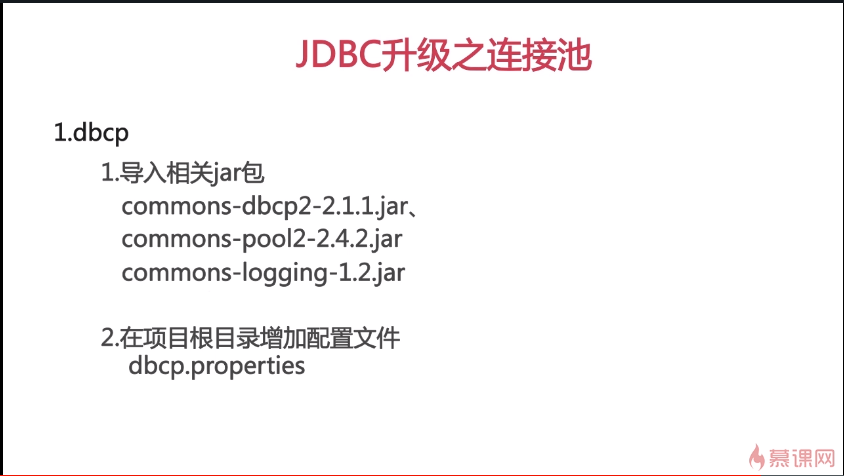 JDBC升级之连接池
1.dbcp
1.导入相关jar包
commons-dbcp2-2.1.1.jar、
commons-pool2-2.4.2.jar
commons-logging-1.2.jar
2.在项目根目录增加配置文件
dbcp.properties
慕课网